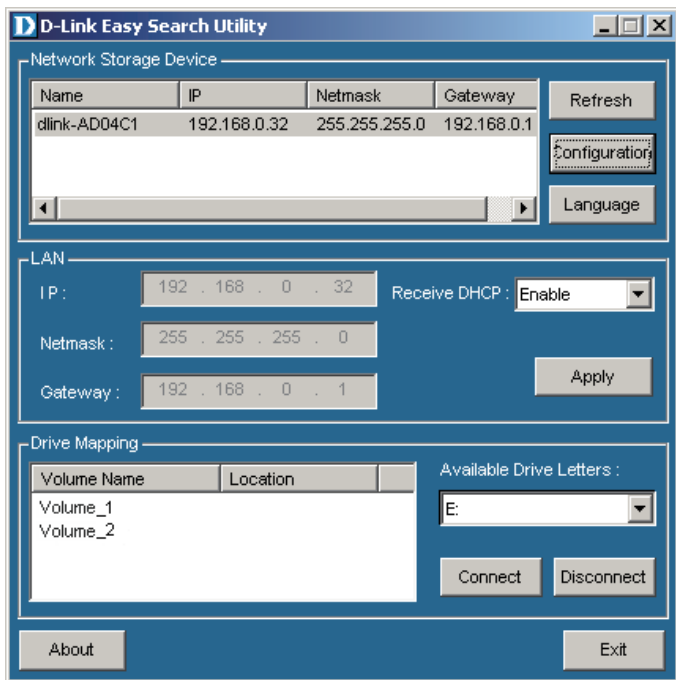 D-Link Easy Search Utility
Network Storage Device
Name IP Netmask Gateway
dlink-AD04C1 192.168.0.32 255.255.255.0 192.168.0.1
Refresh
Configuration
Language
LAN
IP : 192 . 168 . 0 . 32
Receive DHCP : Enable
Netmask : 255 . 255 . 255 . 0
Gateway : 192 . 168 . 0 . 1
Apply
Drive Mapping
Volume Name Location
Volume_1
Volume_2
Available Drive Letters :
E:
Connect Disconnect
About Exit